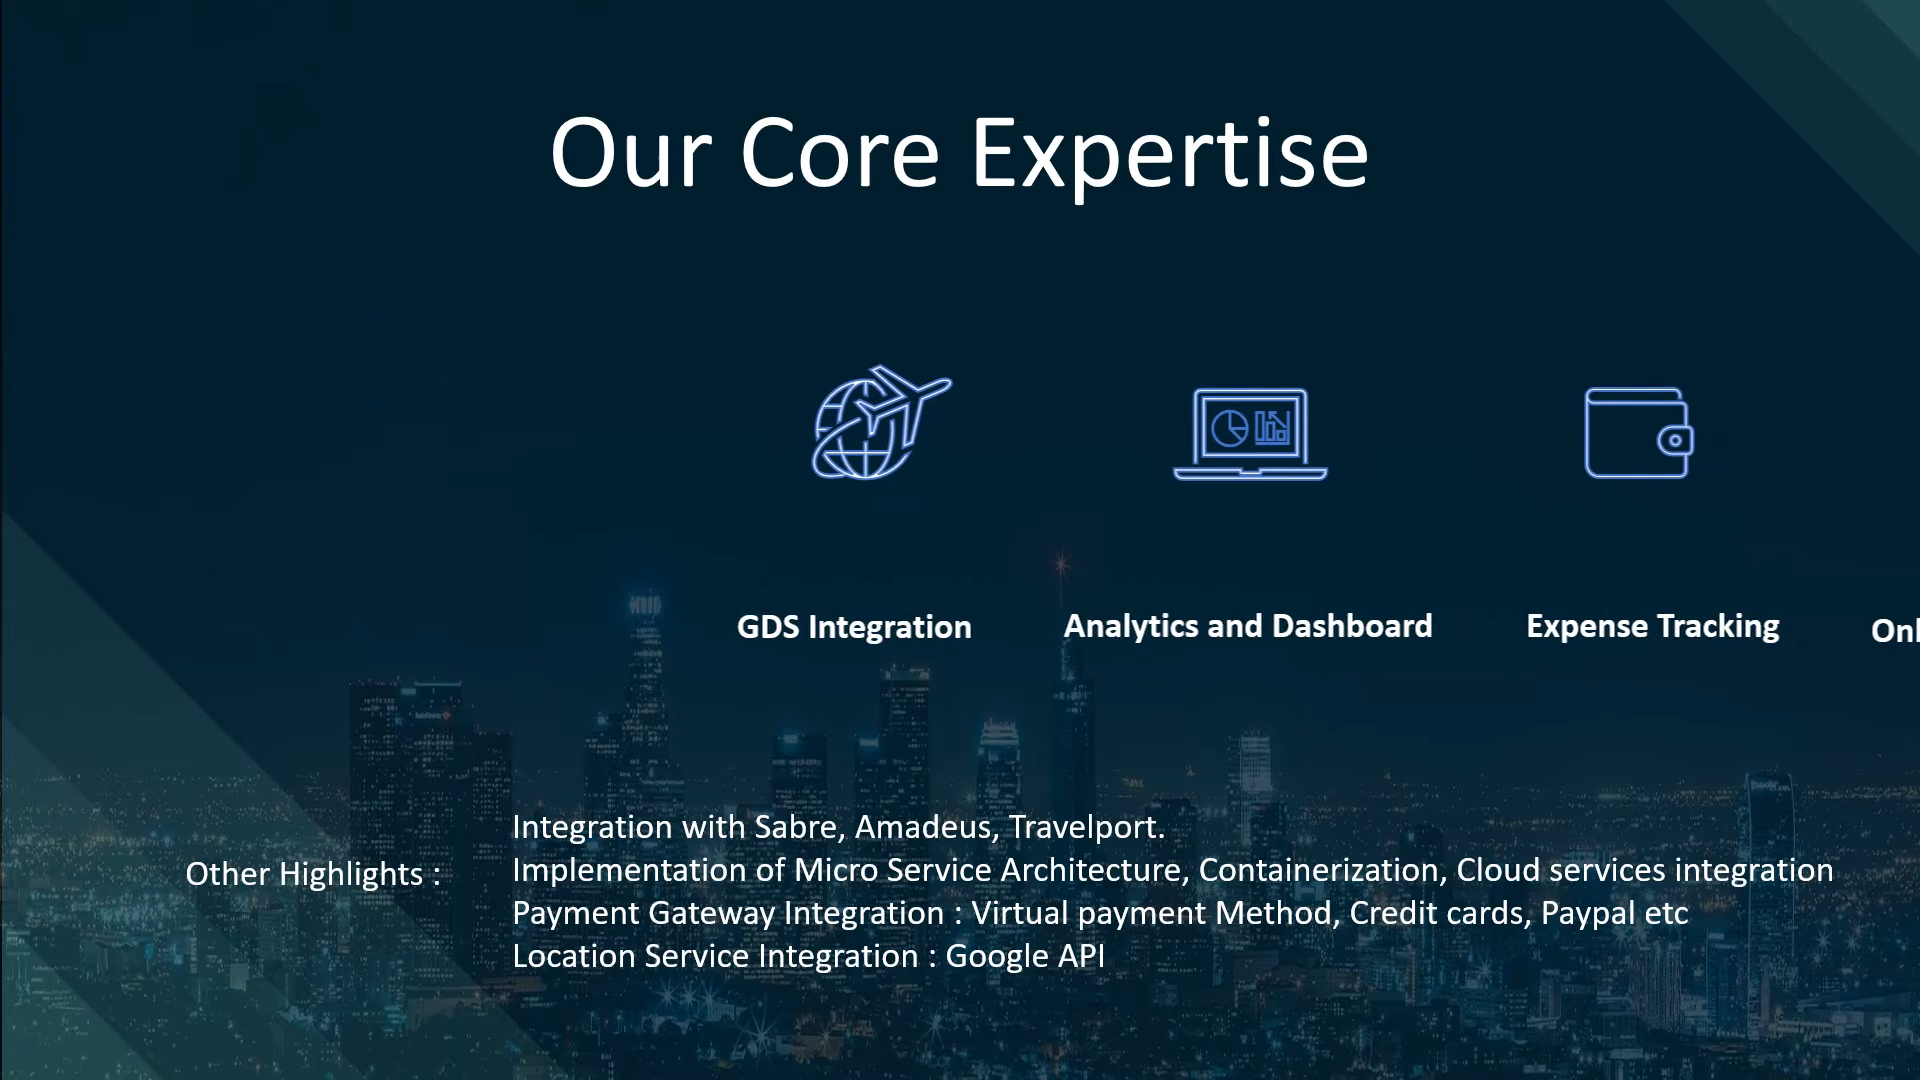 Our Core Expertise
GDS Integration
Analytics and Dashboard
Expense Tracking
Other Highlights :
Integration with Sabre, Amadeus, Travelport.
Implementation of Micro Service Architecture, Containerization, Cloud services integration
Payment Gateway Integration : Virtual payment Method, Credit cards, Paypal etc
Location Service Integration : Google API